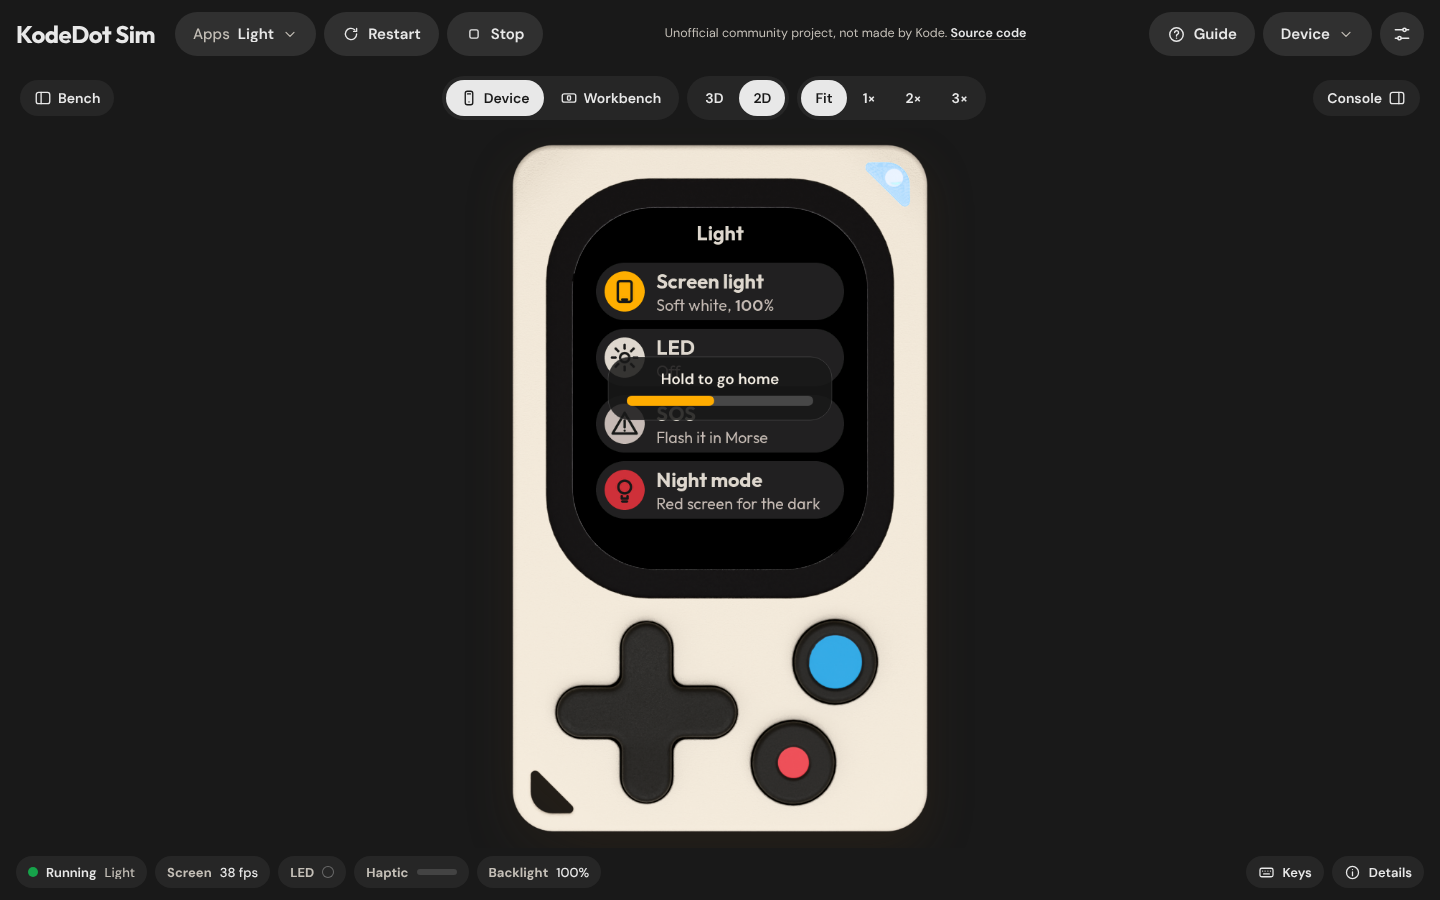 KodeDot Sim
Apps Light
Restart
Stop
Unofficial community project, not made by Kode. Source code
Guide
Device
Bench
Device
Workbench
3D
2D
Fit
1×
2×
3×
Console
Light
Screen light
Soft white, 100%
LED
Off
Hold to go home
SOS
Flash it in Morse
Night mode
Red screen for the dark
Running Light
Screen 38 fps
LED
Haptic
Backlight 100%
Keys
Details